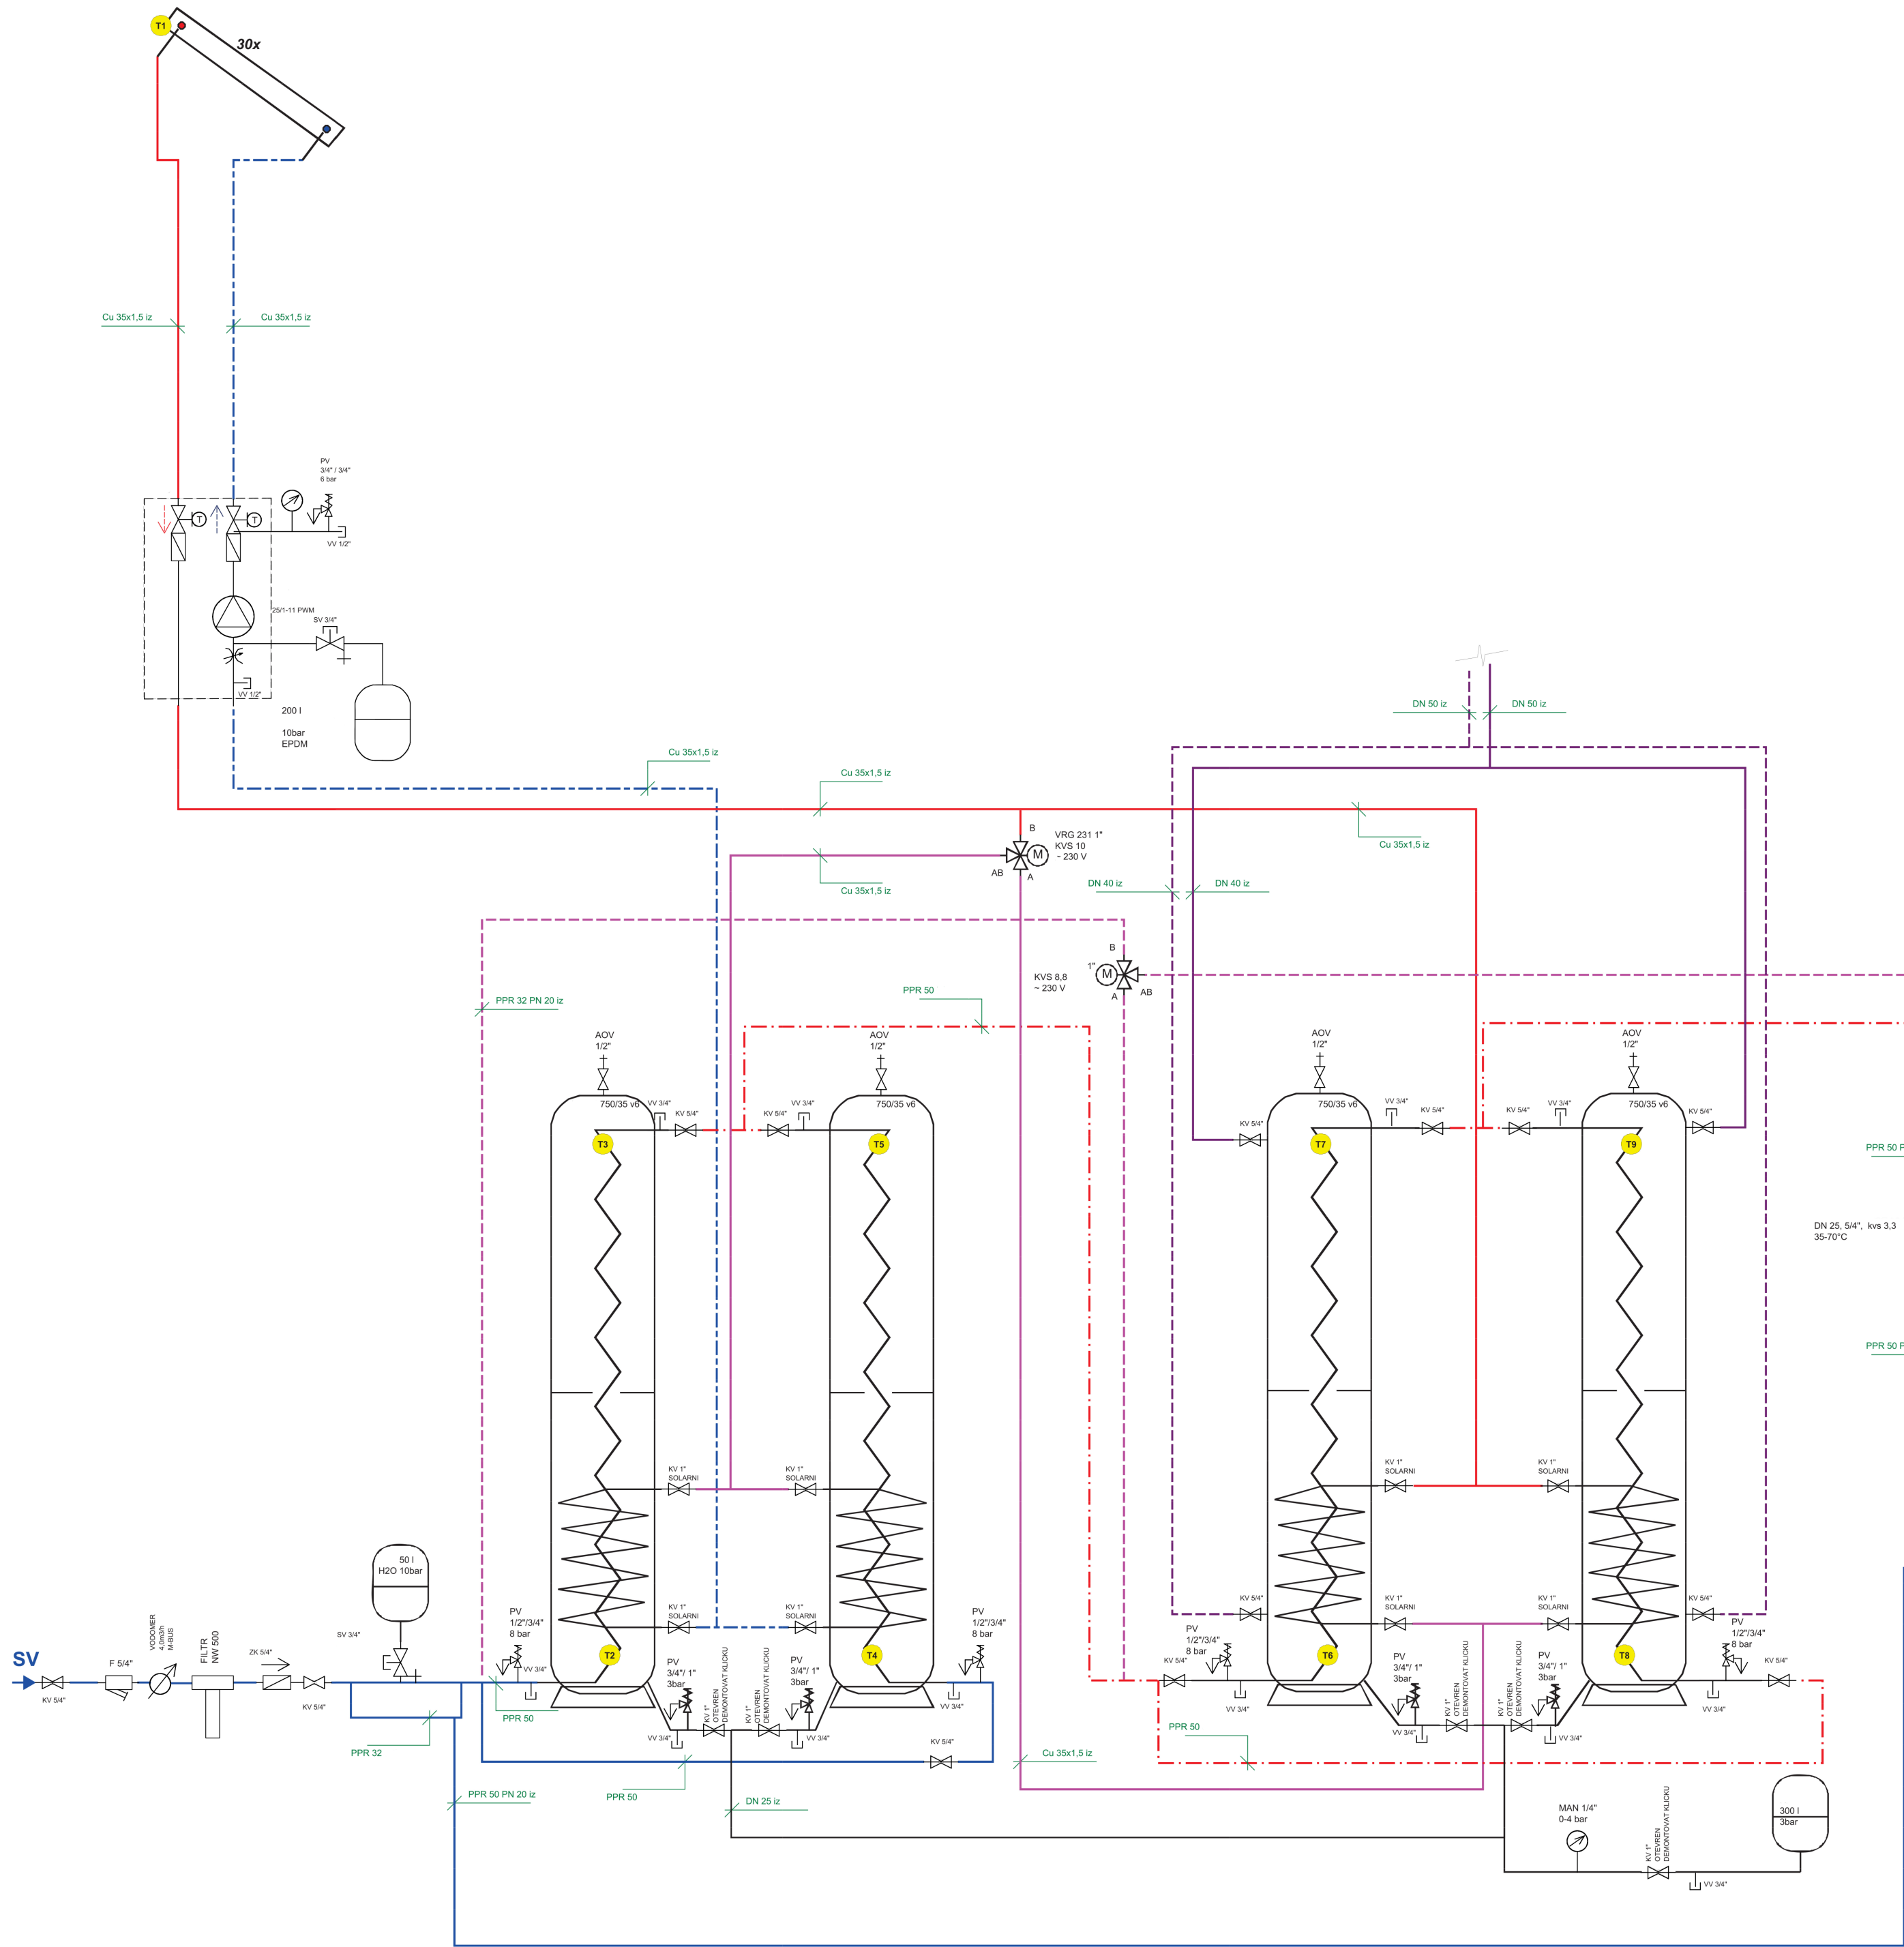 T1
30x
Cu 35x1,5 iz
Cu 35x1,5 iz
PV
3/4" / 3/4"
6 bar
T
T
VV 1/2"
25/1-11 PWM
SV 3/4"
VV 1/2"
200 l
10bar
EPDM
DN 50 iz
DN 50 iz
Cu 35x1,5 iz
Cu 35x1,5 iz
Cu 35x1,5 iz
B
VRG 231 1"
KVS 10
~ 230 V
M
AB
A
Cu 35x1,5 iz
DN 40 iz
DN 40 iz
B
1"
M
KVS 8,8
~ 230 V
A
AB
PPR 32 PN 20 iz
PPR 50
AOV
1/2"
AOV
1/2"
AOV
1/2"
AOV
1/2"
750/35 v6
VV 3/4"
KV 5/4"
KV 5/4"
VV 3/4"
750/35 v6
KV 5/4"
750/35 v6
VV 3/4"
KV 5/4"
KV 5/4"
VV 3/4"
750/35 v6
KV 5/4"
T3
T5
T7
T9
PPR 50 P
DN 25, 5/4", kvs 3,3
35-70°C
PPR 50 P
KV 1"
SOLARNI
KV 1"
SOLARNI
KV 1"
SOLARNI
KV 1"
SOLARNI
50 l
H2O 10bar
SV 3/4"
KV 1"
SOLARNI
KV 1"
SOLARNI
KV 5/4"
KV 1"
SOLARNI
KV 1"
SOLARNI
KV 5/4"
PV
1/2"/3/4"
8 bar
PV
1/2"/3/4"
8 bar
PV
1/2"/3/4"
8 bar
PV
1/2"/3/4"
8 bar
SV
KV 5/4"
F 5/4"
VODOMER
4,0m3/h
M-BUS
FILTR
NW 500
ZK 5/4"
KV 5/4"
VV 3/4"
T2
T4
T6
T8
PV
3/4"/ 1"
3bar
KV 1"
OTEVREN
DEMONTOVAT KLICKU
KV 1"
OTEVREN
DEMONTOVAT KLICKU
PV
3/4"/ 1"
3bar
VV 3/4"
VV 3/4"
VV 3/4"
KV 5/4"
KV 5/4"
VV 3/4"
PV
3/4"/ 1"
3bar
KV 1"
OTEVREN
DEMONTOVAT KLICKU
KV 1"
OTEVREN
DEMONTOVAT KLICKU
PV
3/4"/ 1"
3bar
VV 3/4"
VV 3/4"
VV 3/4"
KV 5/4"
PPR 50
PPR 32
PPR 50
PPR 50
Cu 35x1,5 iz
PPR 50 PN 20 iz
DN 25 iz
MAN 1/4"
0-4 bar
KV 1"
OTEVREN
DEMONTOVAT KLICKU
300 l
3bar
VV 3/4"